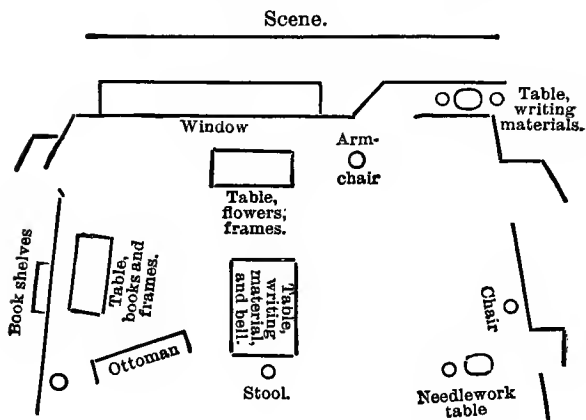 Scene.
Window
Table,
writing
materials.
Arm-
chair
Table,
flowers,
frames.
Book shelves
Table,
books and
frames.
Table,
writing
material,
and bell.
Chair
Ottoman
Stool.
Needlework
table